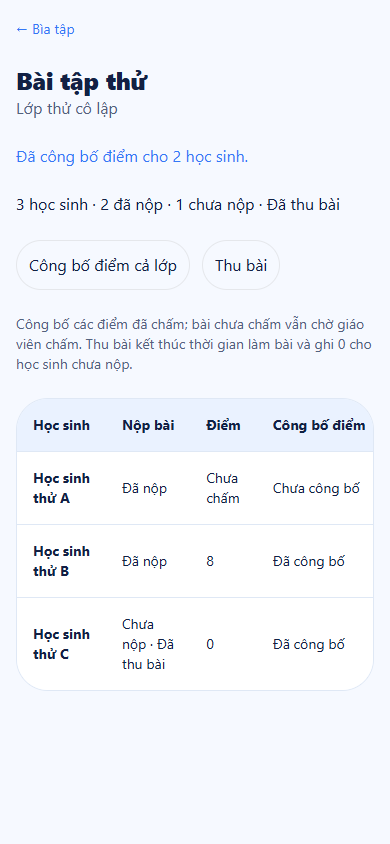 ← Bìa tập
Bài tập thử
Lớp thử cô lập
Đã công bố điểm cho 2 học sinh.
3 học sinh · 2 đã nộp · 1 chưa nộp · Đã thu bài
Công bố điểm cả lớp
Thu bài
Công bố các điểm đã chấm; bài chưa chấm vẫn chờ giáo
viên chấm. Thu bài kết thúc thời gian làm bài và ghi 0 cho
học sinh chưa nộp.
Học sinh Nộp bài Điểm Công bố điểm
Học sinh thử A Đã nộp Chưa chấm Chưa công bố
Học sinh thử B Đã nộp 8 Đã công bố
Học sinh thử C Chưa nộp · Đã thu bài 0 Đã công bố